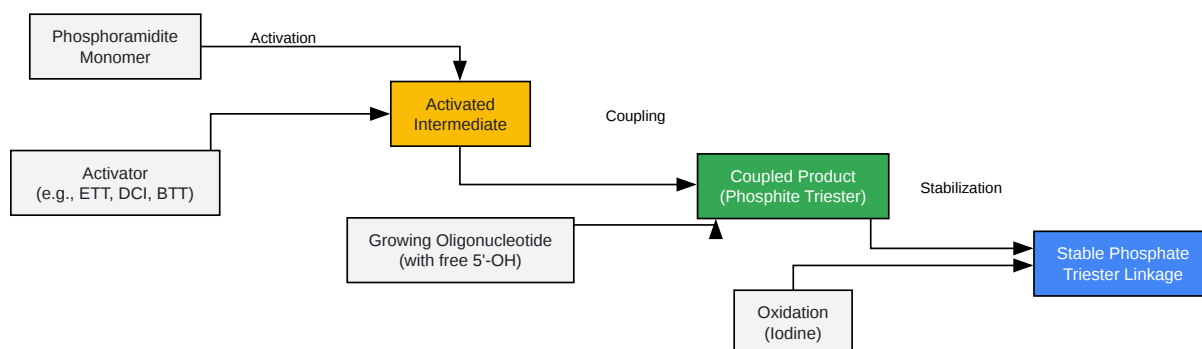 Phosphoramidite
Monomer
Activation
Activated
Intermediate
Coupling
Activator
(e.g., ETT, DCI, BTT)
Coupled Product
(Phosphite Triester)
Stabilization
Growing Oligonucleotide
(with free 5'-OH)
Stable Phosphate
Triester Linkage
Oxidation
(Iodine)